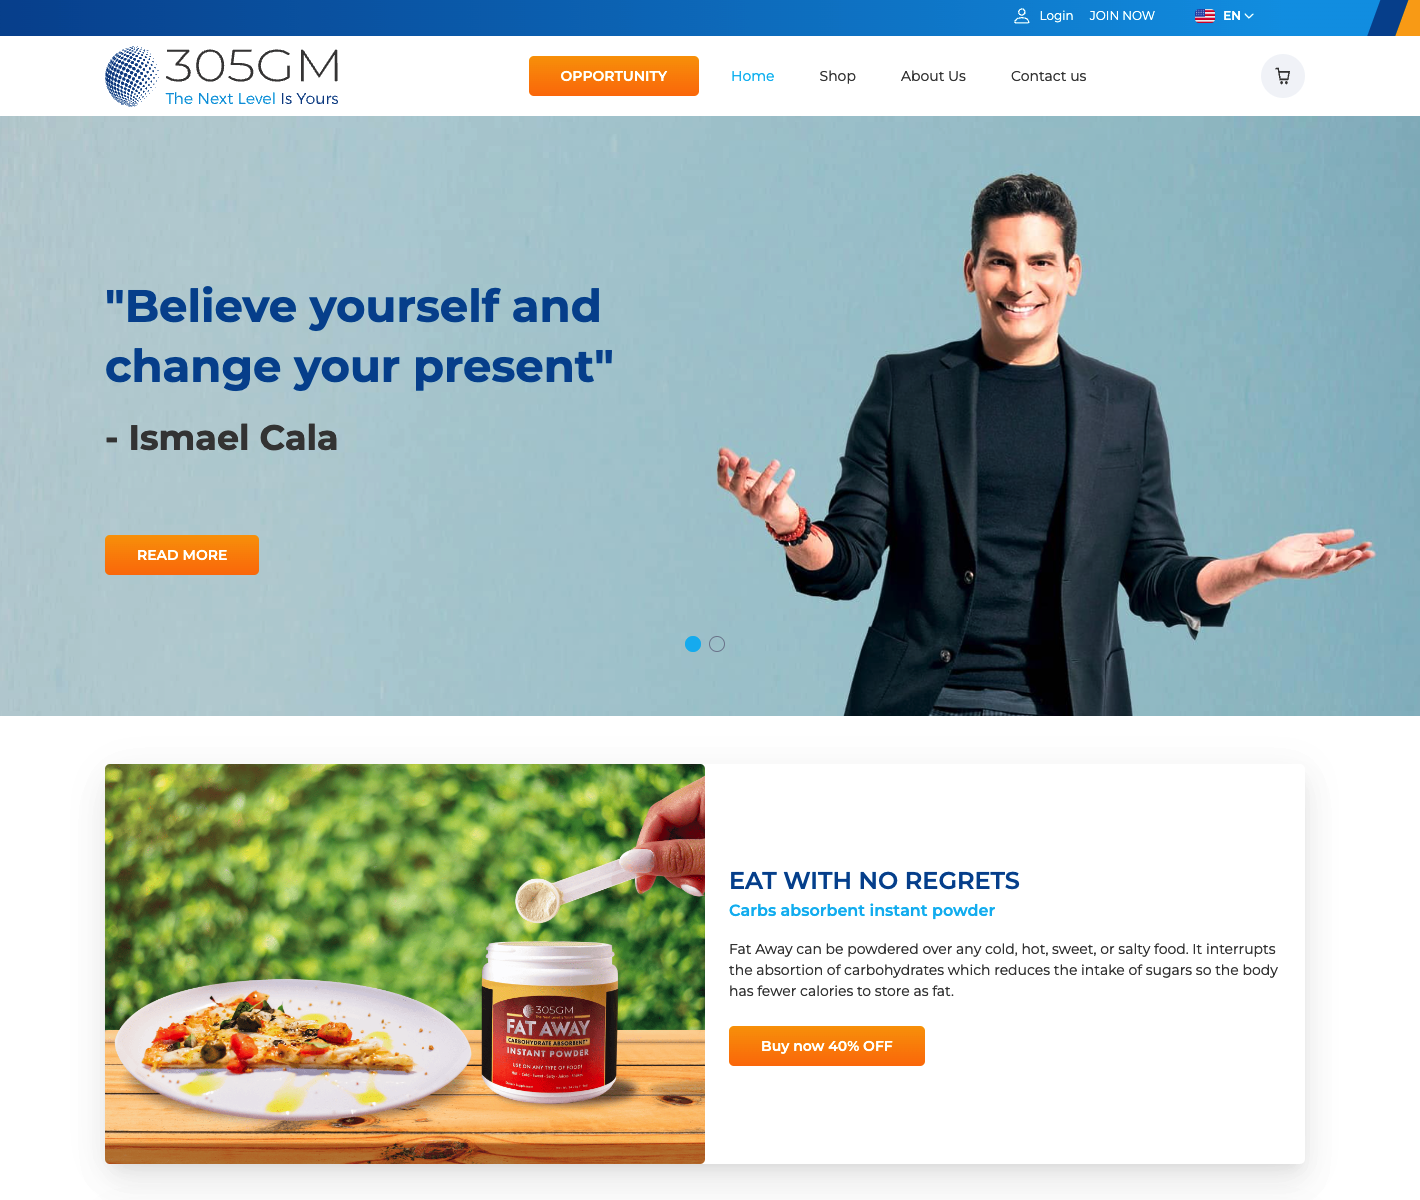 Login JOIN NOW EN
305GM
The Next Level Is Yours
OPPORTUNITY Home Shop About Us Contact us
"Believe yourself and
change your present"
- Ismael Cala
READ MORE
EAT WITH NO REGRETS
Carbs absorbent instant powder
Fat Away can be powdered over any cold, hot, sweet, or salty food. It interrupts
the absortion of carbohydrates which reduces the intake of sugars so the body
has fewer calories to store as fat.
Buy now 40% OFF
305GM
FAT AWAY
CARBOHYDRATE ABSORBENT
INSTANT POWDER
USE ON ANY TYPE OF FOOD!